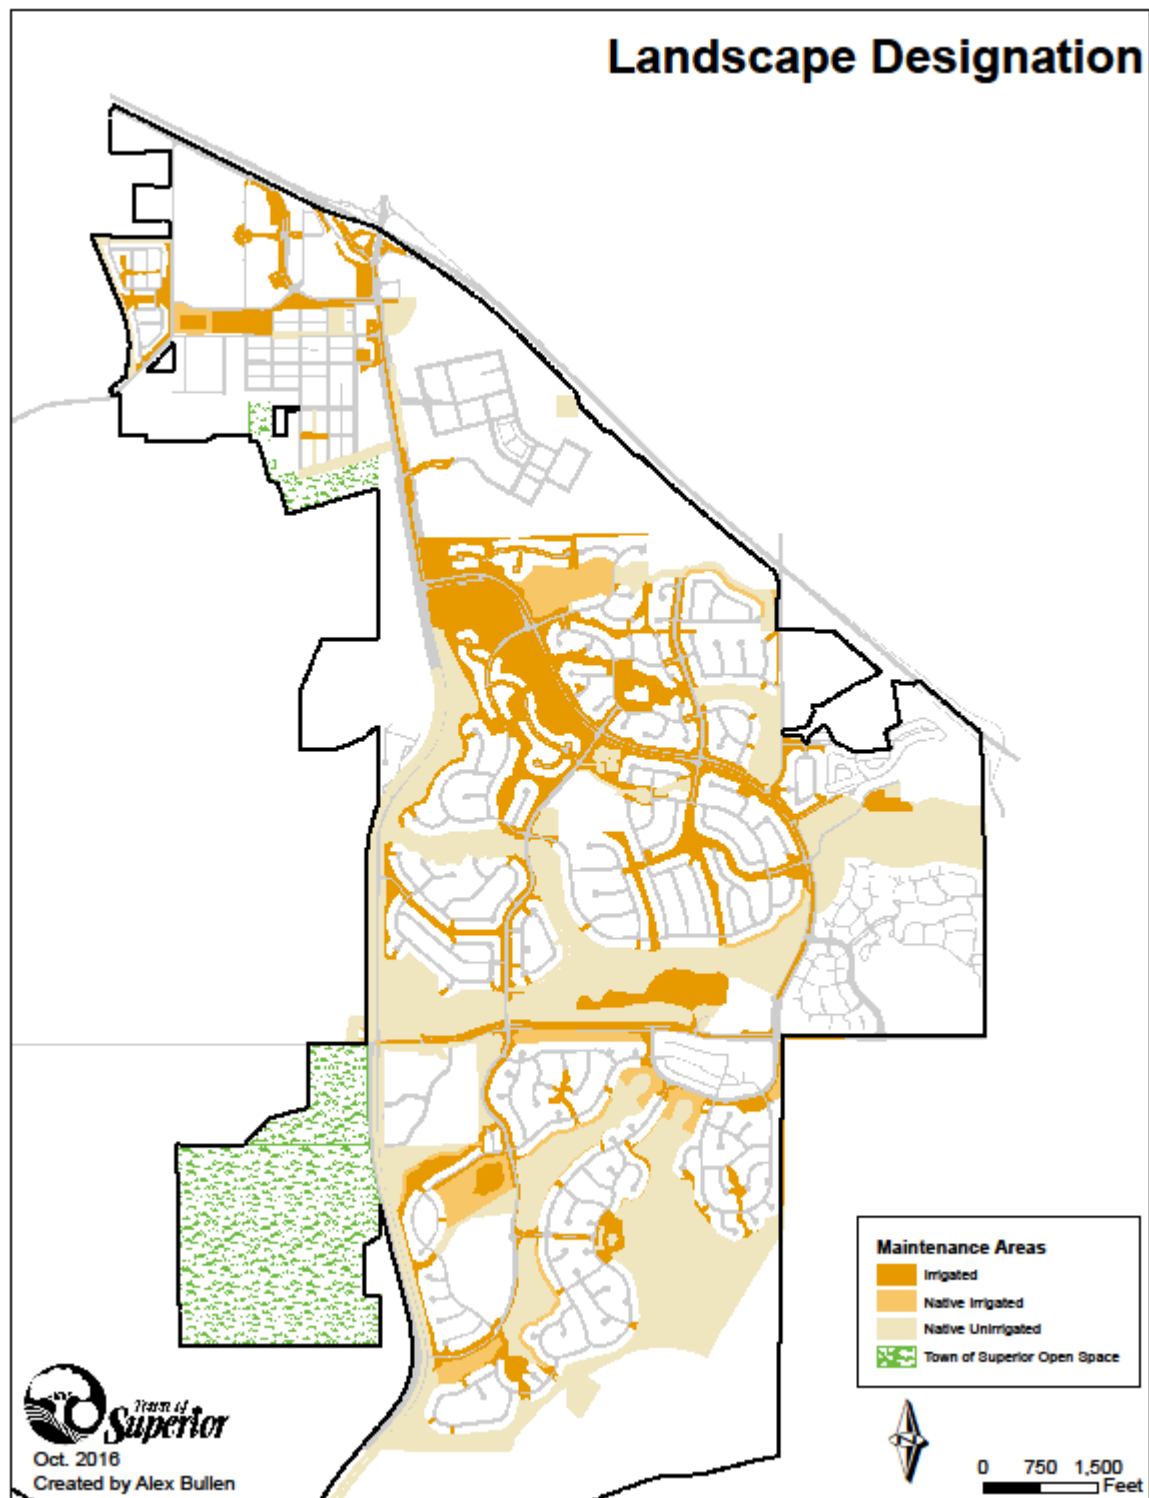 Landscape Designation
Maintenance Areas
Irrigated
Native Irrigated
Native Unirrigated
Town of Superior Open Space
Town of
Superior
Oct. 2016
Created by Alex Bullen
N
0 750 1,500
Feet